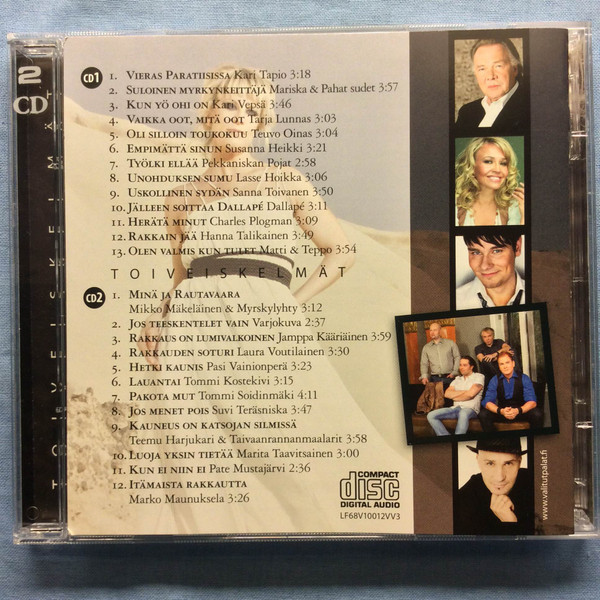 2
CD
TOIVEISKELMÄT
CD1
1. VIERAS PARATIISISSA Kari Tapio 3:18
2. SULOINEN MYRKYNKEITTÄJÄ Mariska & Pahat sudet 3:57
3. KUN YÖ OHI ON Kari Vepsä 3:46
4. VAIKKA OOT, MITÄ OOT Tarja Lunnas 3:03
5. OLI SILLOIN TOUKOKUU Teuvo Oinas 3:04
6. EMPIMÄTTÄ SINUN Susanna Heikki 3:21
7. TYÖLKI ELLÄÄ Pekkaniskan Pojat 2:58
8. UNOHDUKSEN SUMU Lasse Hoikka 3:06
9. USKOLLINEN SYDÄN Sanna Toivanen 3:50
10. JÄLLEEN SOITTAA DALLAPÉ Dallapé 3:11
11. HERÄTÄ MINUT Charles Plogman 3:09
12. RAKKAIN JÄÄ Hanna Talikainen 3:49
13. OLEN VALMIS KUN TULET Matti & Teppo 3:54
TOIVEISKELMÄT
CD2
1. MINÄ JA RAUTAVAARA
Mikko Mäkeläinen & Myrskylyhty 3:12
2. JOS TEESKENTELET VAIN Varjokuva 2:37
3. RAKKAUS ON LUMIVALKOINEN Jamppa Kääriäinen 3:59
4. RAKKAUDEN SOTURI Laura Voutilainen 3:30
5. HETKI KAUNIS Pasi Vainionperä 3:23
6. LAUANTAI Tommi Kostekivi 3:15
7. PAKOTA MUT Tommi Soidinmäki 4:11
8. JOS MENET POIS Suvi Teräsniska 3:47
9. KAUNEUS ON KATSOJAN SILMISSÄ
Teemu Harjukari & Taivaanrannanmaalarit 3:58
10. LUOJA YKSIN TIETÄÄ Marita Taavitsainen 3:00
11. KUN EI NIIN EI Pate Mustajärvi 2:36
12. ITÄMAISTA RAKKAUTTA
Marko Maunuksela 3:26
COMPACT
disc
DIGITAL AUDIO
LF68V10012VV3
www.valitutpalat.fi